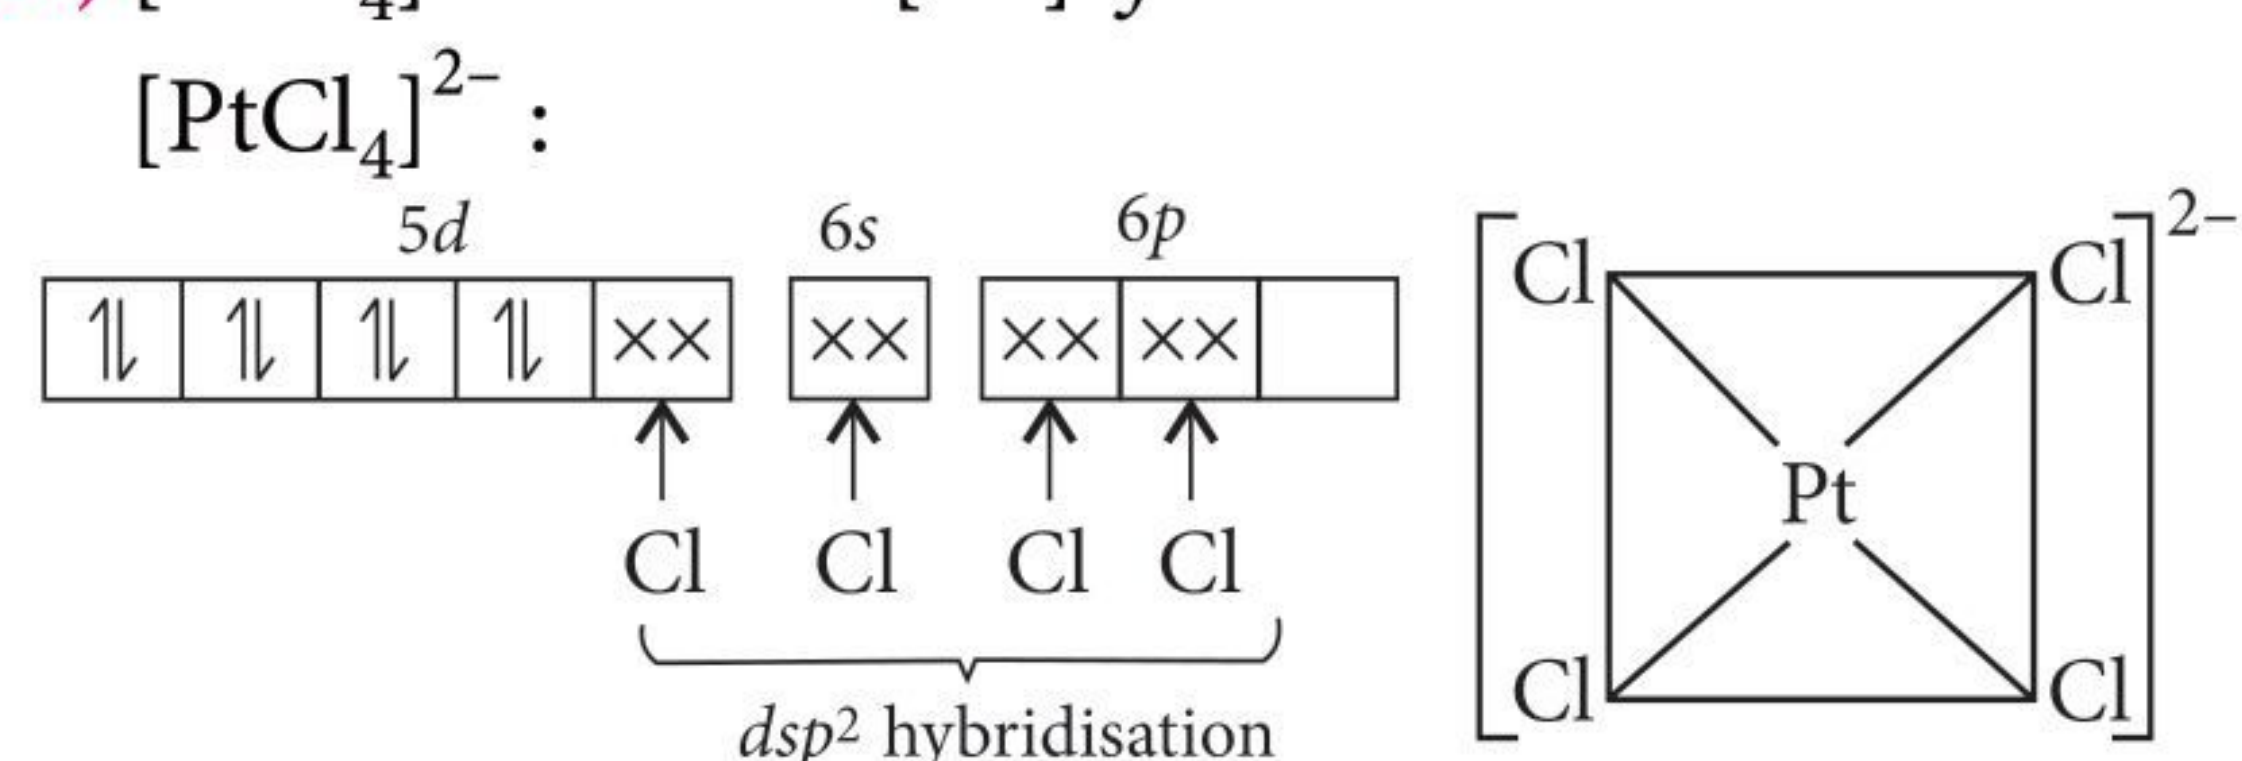 [PtCl₄]²⁻ :
5d 6s 6p
⥮ ⥮ ⥮ ⥮ ×× ×× ×× ××
Cl Cl Cl Cl
dsp² hybridisation
[Cl Cl]²⁻
Pt
Cl Cl